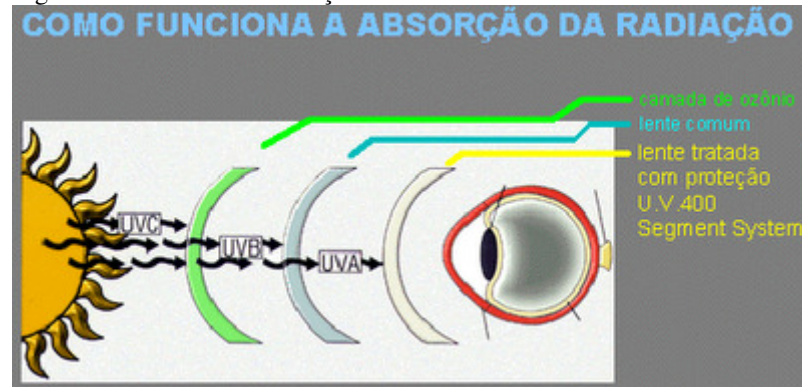 COMO FUNCIONA A ABSORÇÃO DA RADIAÇÃO
camada de ozônio
lente comum
lente tratada
com proteção
U.V.400
Segment System
UVC
UVB
UVA